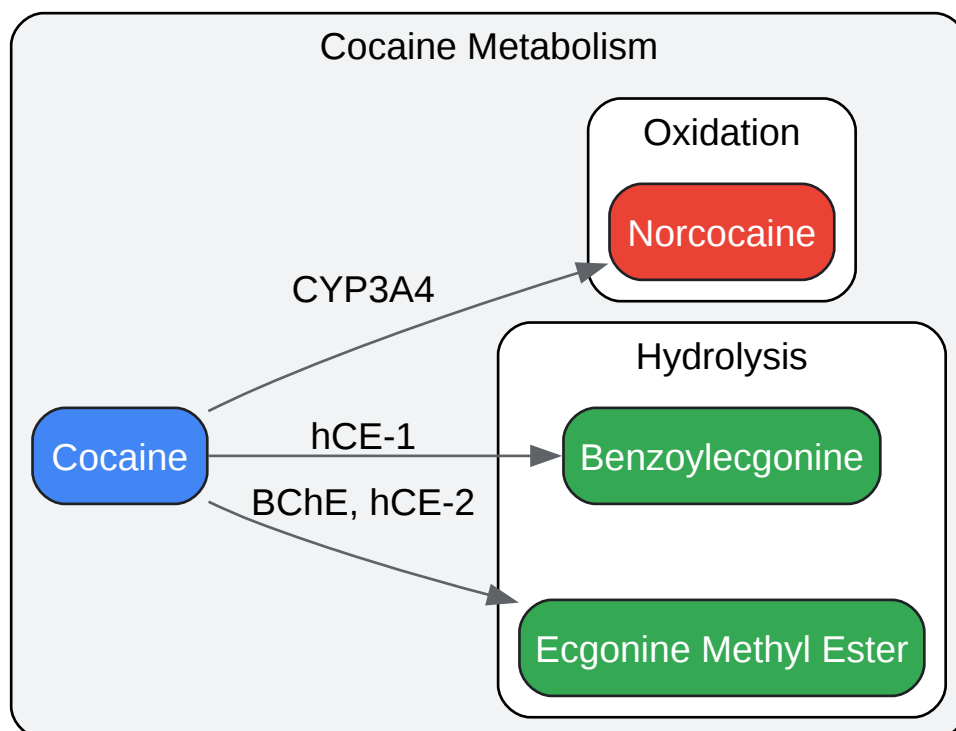 Cocaine Metabolism
Oxidation
Norcocaine
CYP3A4
Hydrolysis
Cocaine
hCE-1
Benzoylecgonine
BChE, hCE-2
Ecgonine Methyl Ester